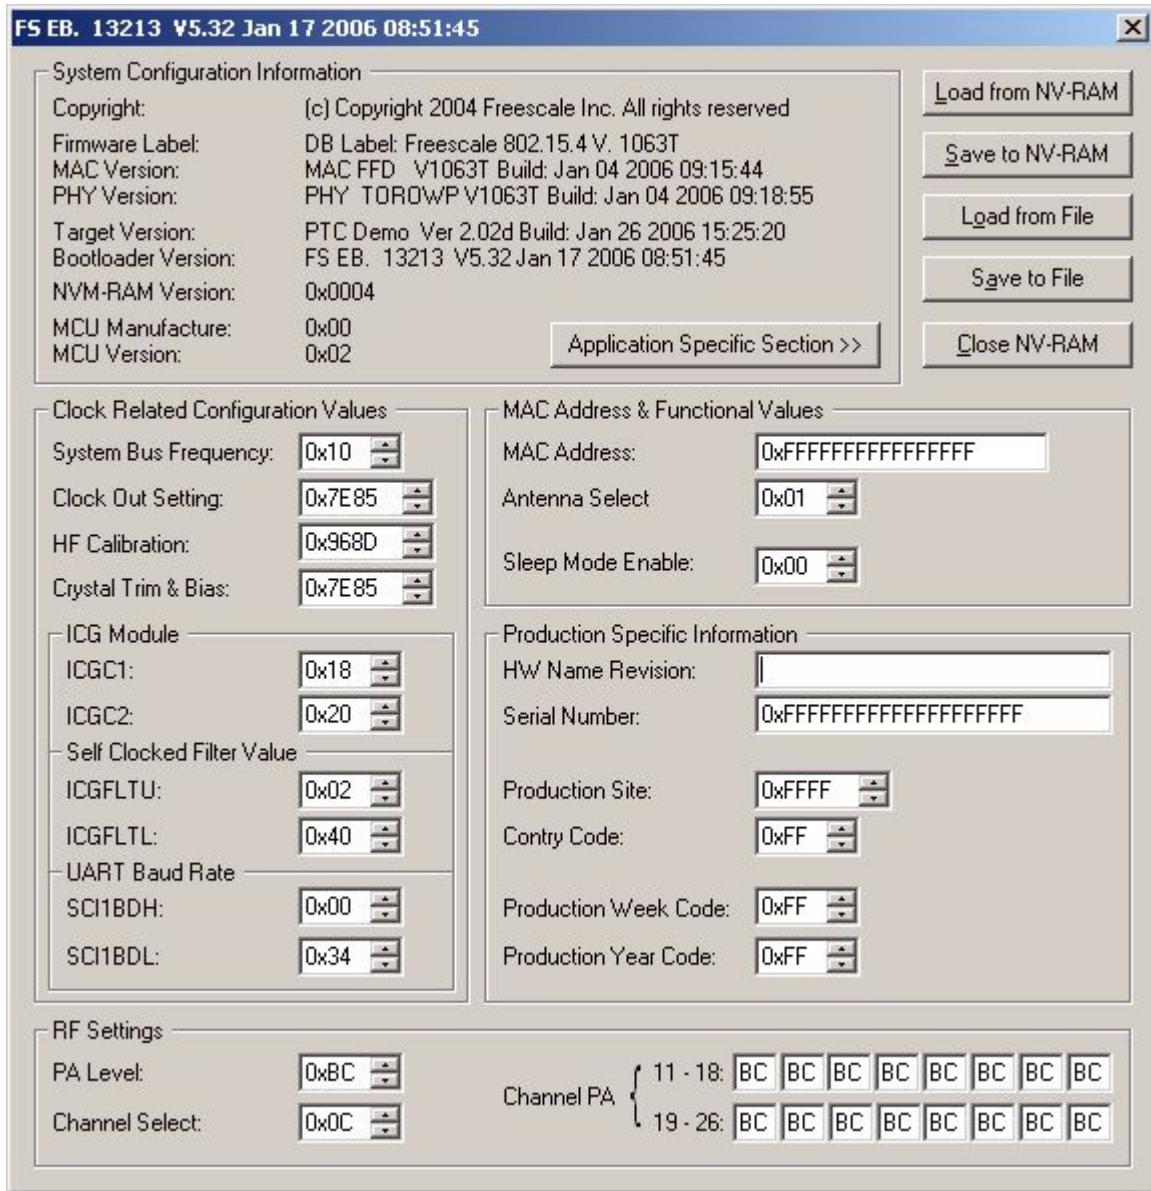 FS EB.  13213  V5.32 Jan 17 2006 08:51:45
System Configuration Information
Copyright: (c) Copyright 2004 Freescale Inc. All rights reserved
Firmware Label: DB Label: Freescale 802.15.4 V. 1063T
MAC Version: MAC FFD   V1063T Build: Jan 04 2006 09:15:44
PHY Version: PHY  TOROWP V1063T Build: Jan 04 2006 09:18:55
Target Version: PTC Demo  Ver 2.02d Build: Jan 26 2006 15:25:20
Bootloader Version: FS EB.  13213  V5.32 Jan 17 2006 08:51:45
NVM-RAM Version: 0x0004
MCU Manufacture: 0x00
MCU Version: 0x02
Application Specific Section >>
Load from NV-RAM
Save to NV-RAM
Load from File
Save to File
Close NV-RAM
Clock Related Configuration Values
System Bus Frequency: 0x10
Clock Out Setting: 0x7E85
HF Calibration: 0x968D
Crystal Trim & Bias: 0x7E85
ICG Module
ICGC1: 0x18
ICGC2: 0x20
Self Clocked Filter Value
ICGFLTU: 0x02
ICGFLTL: 0x40
UART Baud Rate
SCI1BDH: 0x00
SCI1BDL: 0x34
MAC Address & Functional Values
MAC Address: 0xFFFFFFFFFFFFFFFF
Antenna Select 0x01
Sleep Mode Enable: 0x00
Production Specific Information
HW Name Revision:
Serial Number: 0xFFFFFFFFFFFFFFFFFFFF
Production Site: 0xFFFF
Contry Code: 0xFF
Production Week Code: 0xFF
Production Year Code: 0xFF
RF Settings
PA Level: 0xBC
Channel Select: 0x0C
Channel PA
11 - 18: BC BC BC BC BC BC BC BC
19 - 26: BC BC BC BC BC BC BC BC